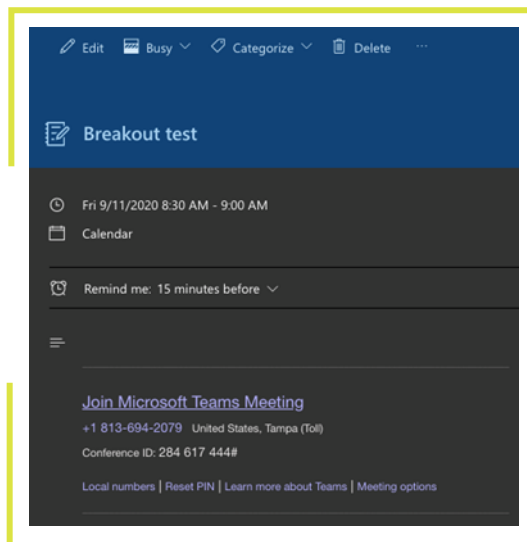 Edit Busy Categorize Delete ...
Breakout test
Fri 9/11/2020 8:30 AM - 9:00 AM
Calendar
Remind me: 15 minutes before
Join Microsoft Teams Meeting
+1 813-694-2079 United States, Tampa (Toll)
Conference ID: 284 617 444#
Local numbers | Reset PIN | Learn more about Teams | Meeting options